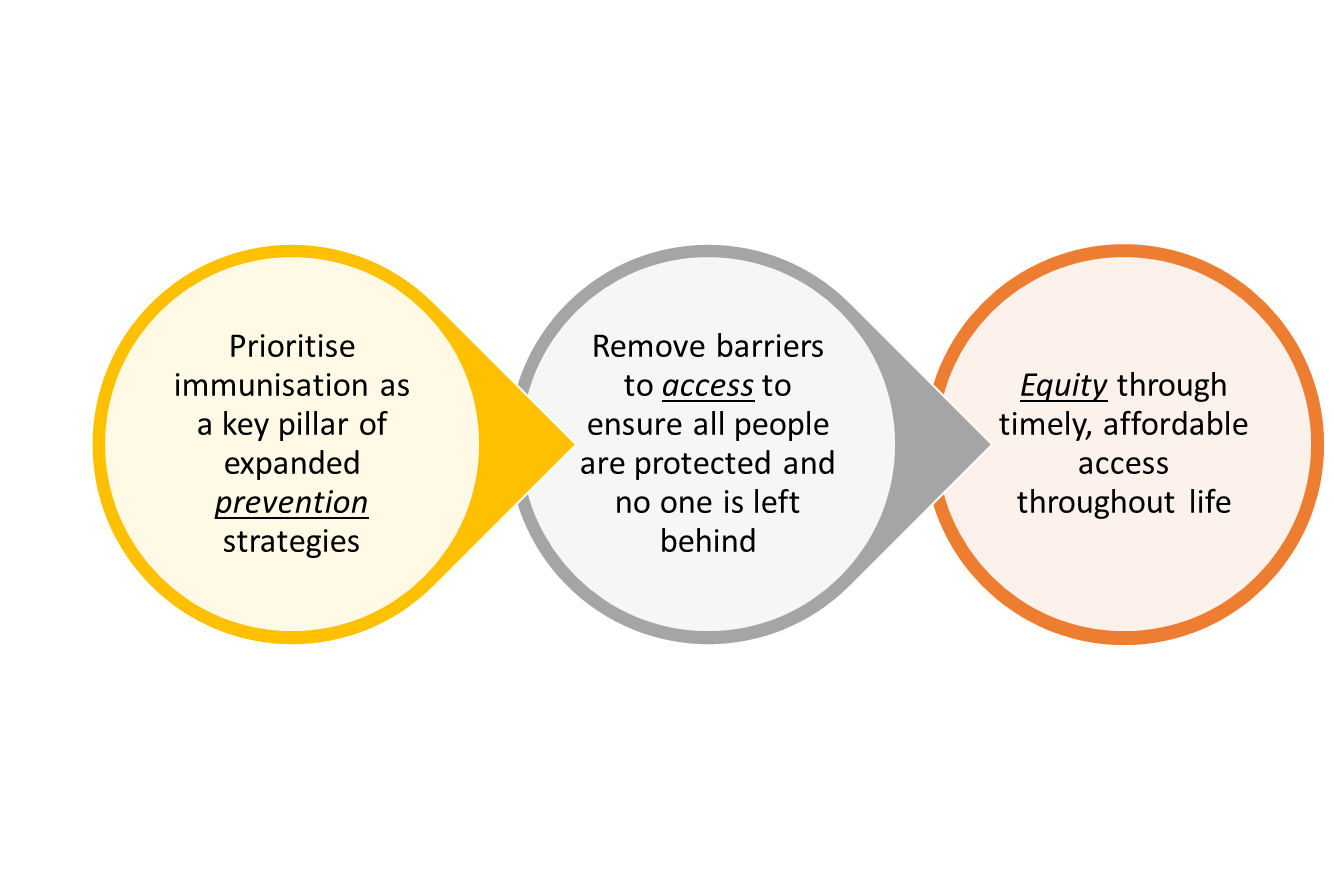 Prioritise
immunisation as
a key pillar of
expanded
prevention
strategies
Remove barriers
to access to
ensure all people
are protected and
no one is left
behind
Equity through
timely, affordable
access
throughout life